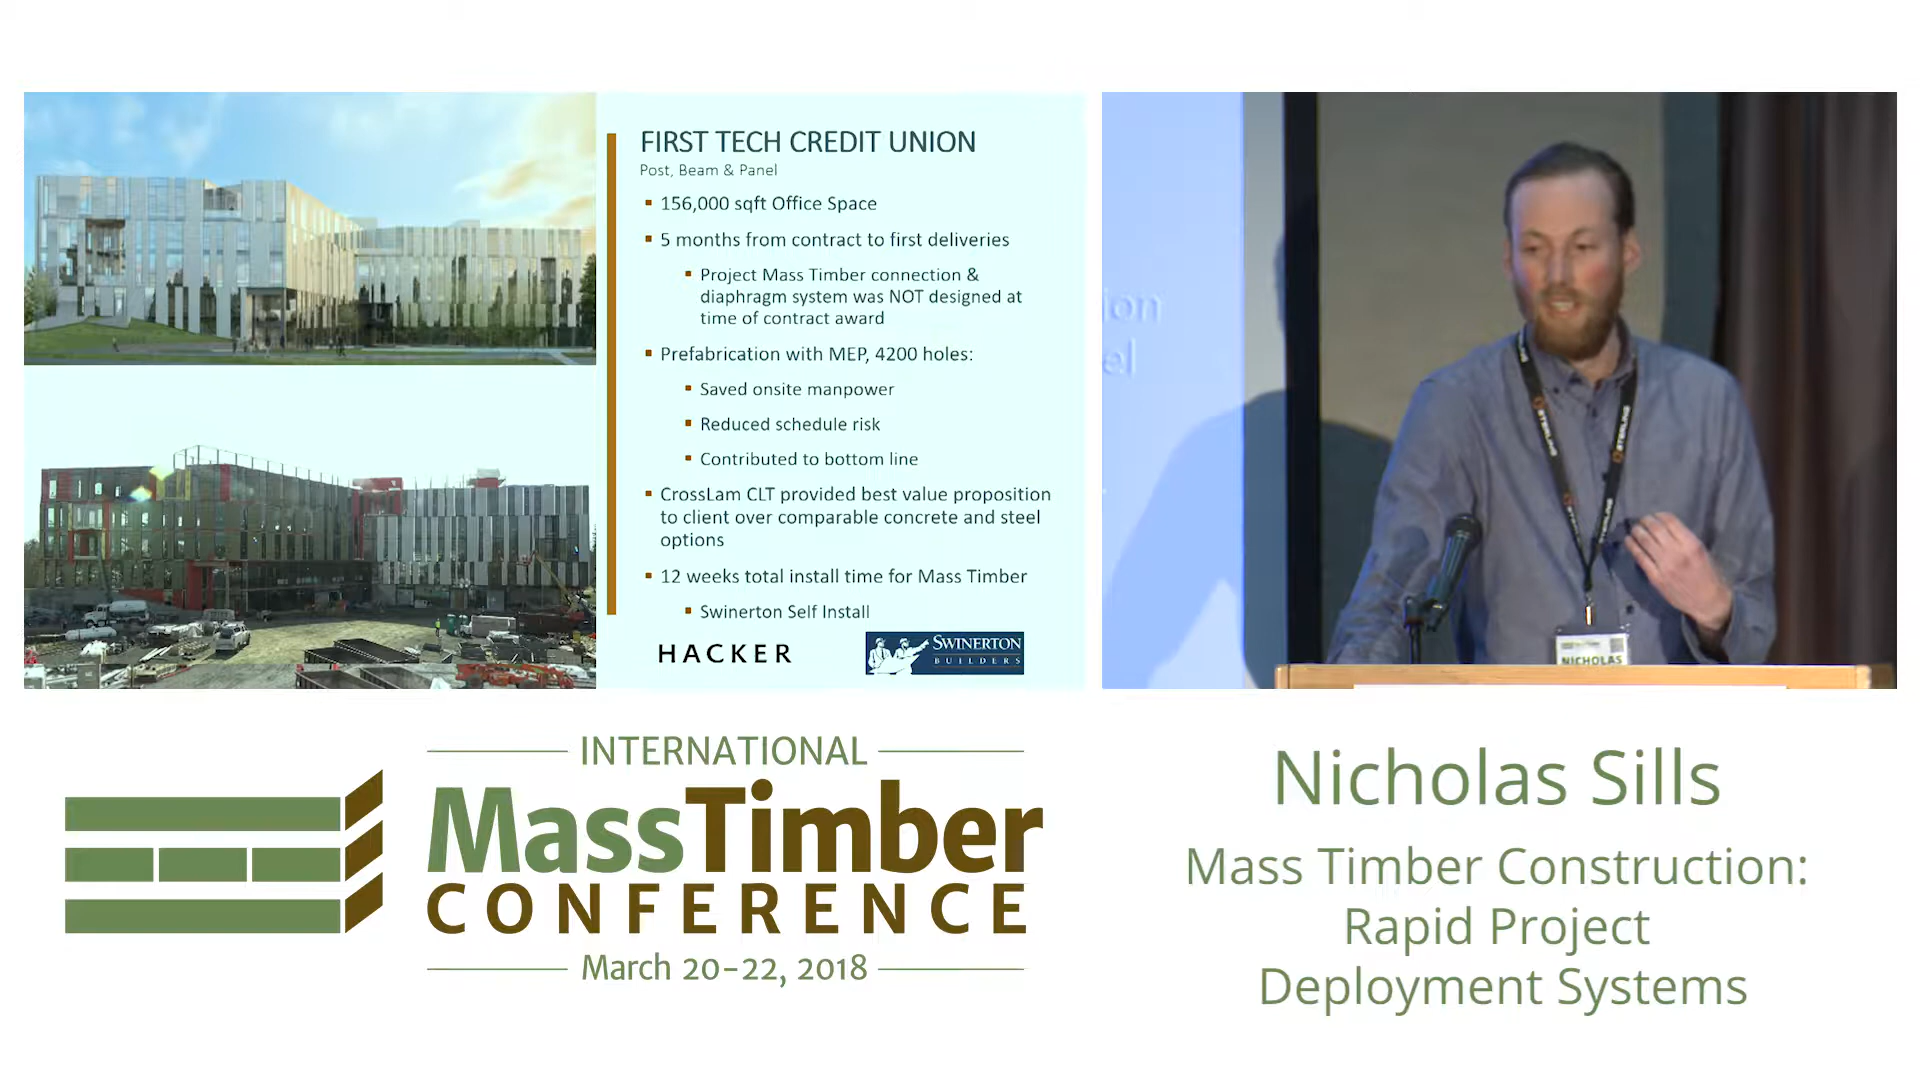 FIRST TECH CREDIT UNION
Post, Beam & Panel
▪ 156,000 sqft Office Space
▪ 5 months from contract to first deliveries
▪ Project Mass Timber connection &
diaphragm system was NOT designed at
time of contract award
▪ Prefabrication with MEP, 4200 holes:
▪ Saved onsite manpower
▪ Reduced schedule risk
▪ Contributed to bottom line
▪ CrossLam CLT provided best value proposition
to client over comparable concrete and steel
options
▪ 12 weeks total install time for Mass Timber
▪ Swinerton Self Install
HACKER
SWINERTON
BUILDERS
ion
el
STERLING
STERLING
NICHOLAS
INTERNATIONAL
MassTimber
CONFERENCE
March 20-22, 2018
Nicholas Sills
Mass Timber Construction:
Rapid Project
Deployment Systems